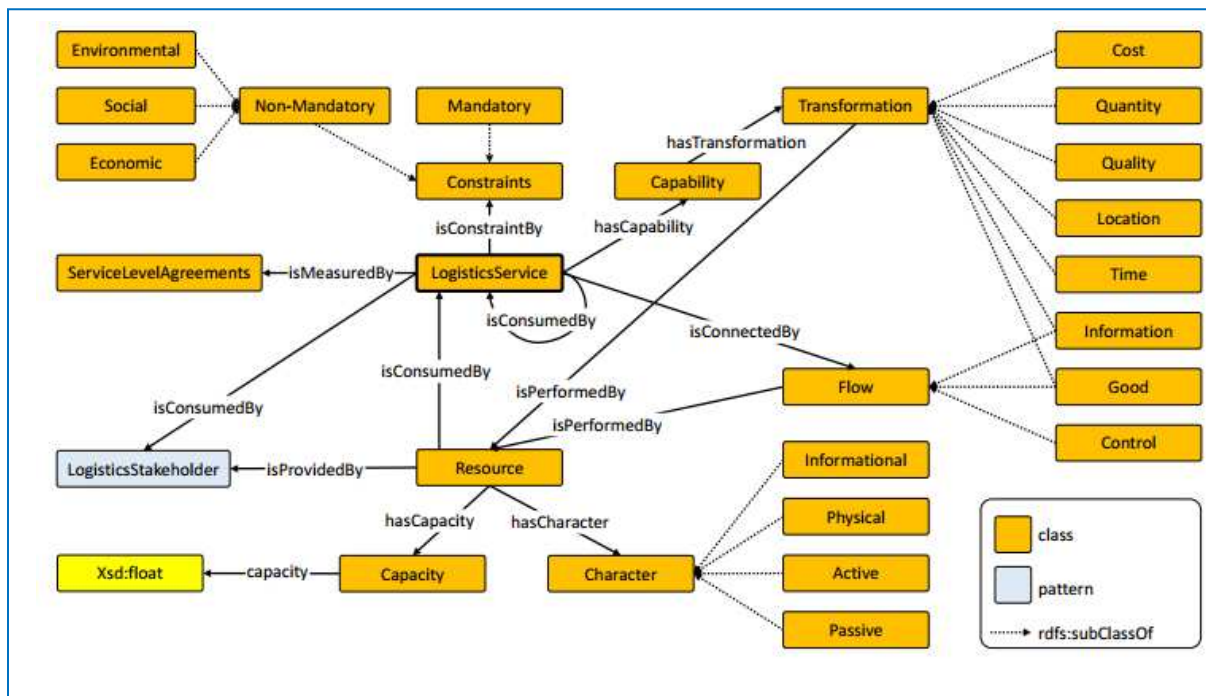 Environmental
Cost
Social
Non-Mandatory
Mandatory
Transformation
Quantity
hasTransformation
Economic
Quality
Constraints
Capability
isConstraintBy
hasCapability
Location
ServiceLevelAgreements
isMeasuredBy
LogisticsService
Time
isConsumedBy
isConnectedBy
Information
isConsumedBy
isConsumedBy
isPerformedBy
Flow
Good
isPerformedBy
Control
LogisticsStakeholder
isProvidedBy
Resource
Informational
hasCapacity
hasCharacter
Physical
class
Xsd:float
capacity
Capacity
Character
Active
pattern
Passive
rdfs:subClassOf